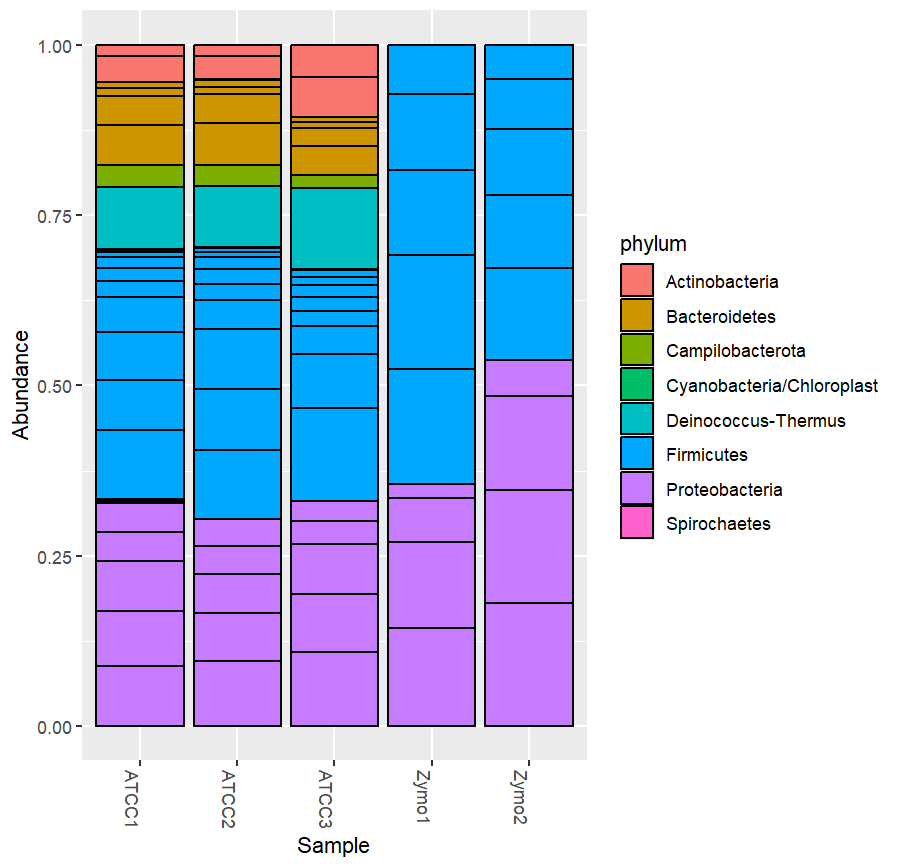 1.00
0.75
0.50
0.25
0.00
Abundance
ATCC1
ATCC2
ATCC3
Zymo1
Zymo2
Sample
phylum
Actinobacteria
Bacteroidetes
Campilobacterota
Cyanobacteria/Chloroplast
Deinococcus-Thermus
Firmicutes
Proteobacteria
Spirochaetes